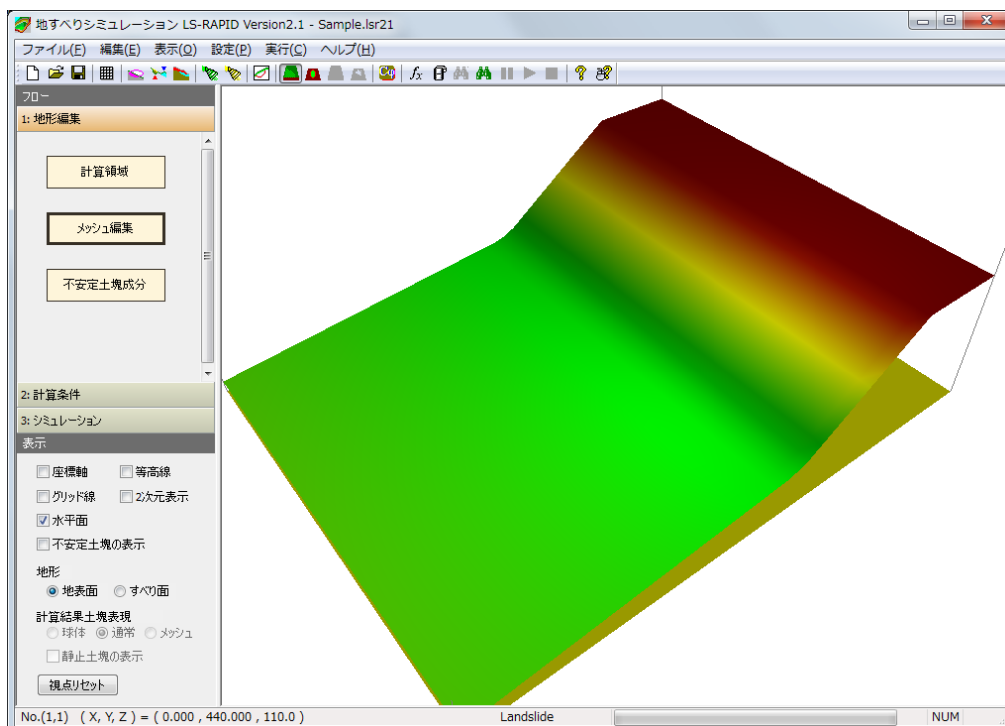 地すべりシミュレーション LS-RAPID Version2.1 - Sample.lsr21
ファイル(F) 編集(E) 表示(O) 設定(P) 実行(C) ヘルプ(H)
フロー
1: 地形編集
計算領域
メッシュ編集
不安定土塊成分
2: 計算条件
3: シミュレーション
表示
座標軸 等高線
グリッド線 2次元表示
水平面
不安定土塊の表示
地形
地表面 すべり面
計算結果土塊表現
球体 通常 メッシュ
静止土塊の表示
視点リセット
No.(1,1) ( X, Y, Z ) = ( 0.000 , 440.000 , 110.0 ) Landslide NUM